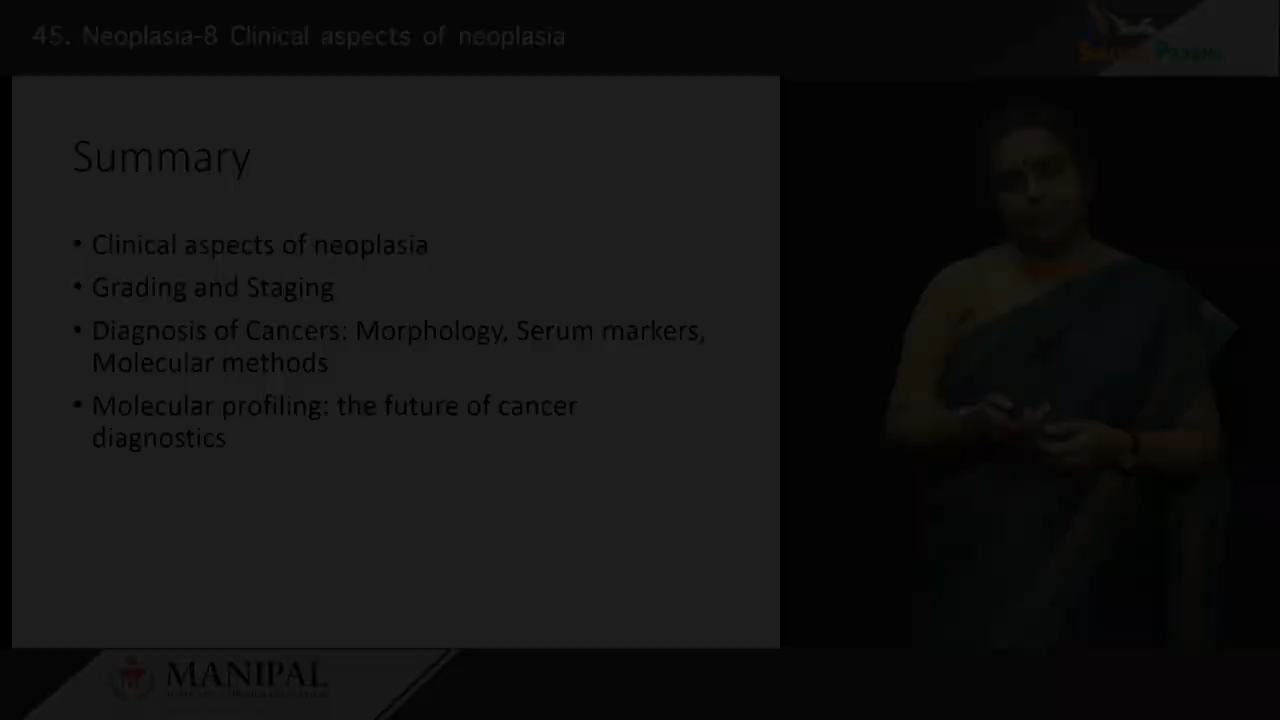 45. Neoplasia-8 Clinical aspects of neoplasia
Summary
• Clinical aspects of neoplasia
• Grading and Staging
• Diagnosis of Cancers: Morphology, Serum markers,
Molecular methods
• Molecular profiling: the future of cancer
diagnostics
MANIPAL